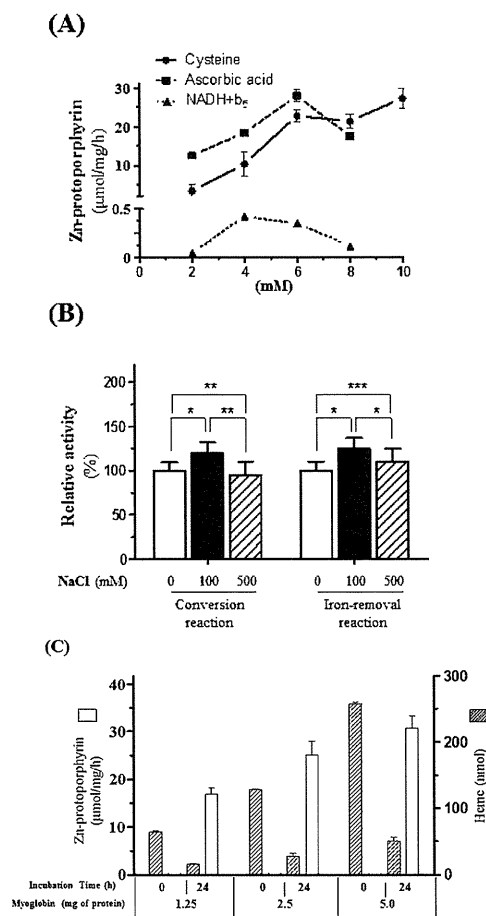 (A)
Cysteine
Ascorbic acid
NADH+b5
Zn-protoporphyrin
(μmol/mg/h)
30
20
10
0.5
0
0 2 4 6 8 10
(mM)
(B)
Relative activity
(%)
200
150
125
100
75
50
0
** ***
* ** * *
NaCl (mM) 0 100 500 0 100 500
Conversion Iron-removal
reaction reaction
(C)
Zn-protoporphyrin
(μmol/mg/h)
40
30
20
10
0
300
200
100
0
Heme (nmol)
Incubation Time (h) 0 24 0 24 0 24
Myoglobin (mg of protein) 1.25 2.5 5.0